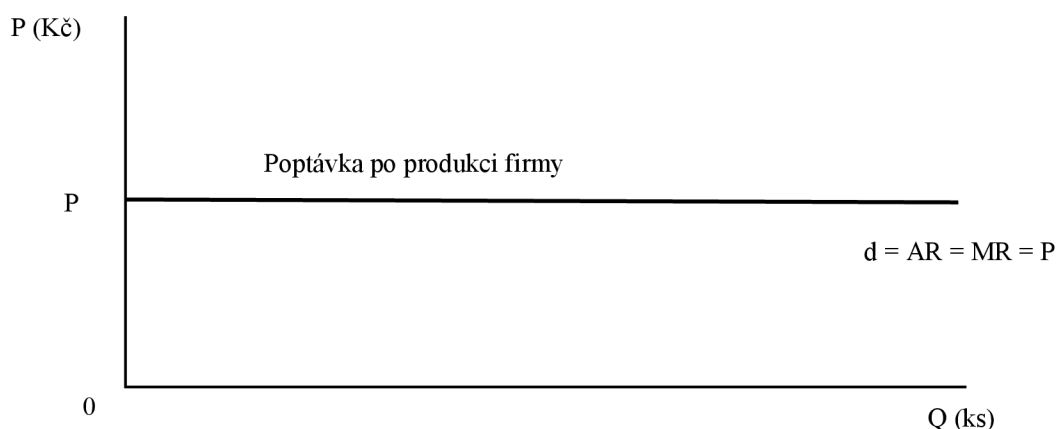 P (Kč)
Poptávka po produkci firmy
P
d = AR = MR = P
0
Q (ks)